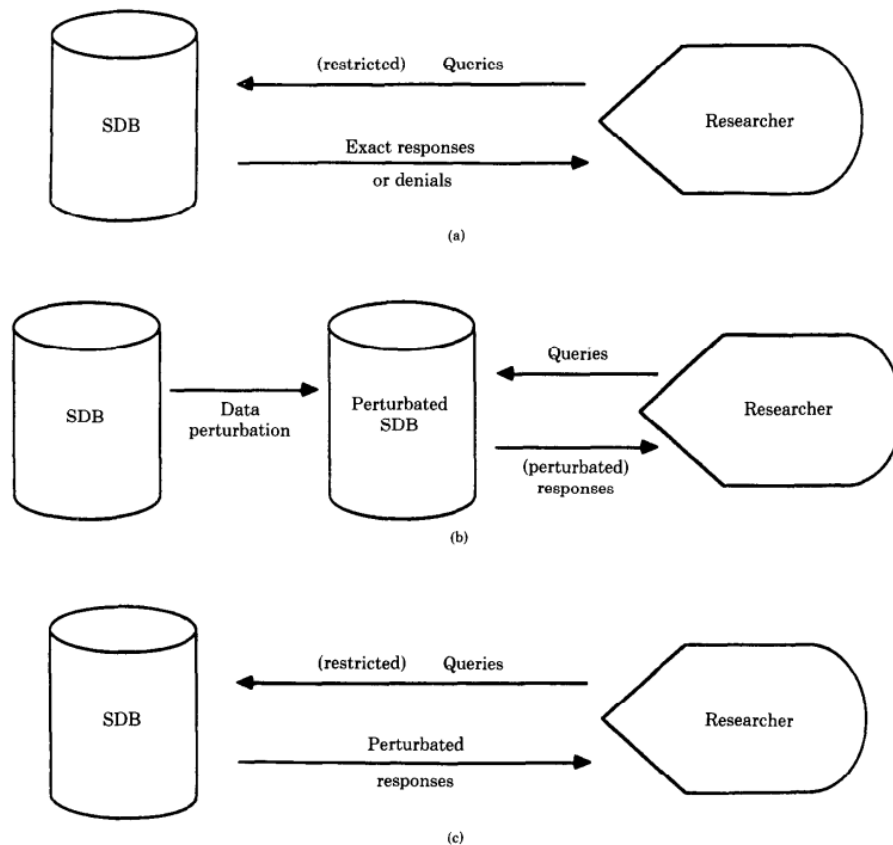 (restricted) Queries
SDB
Researcher
Exact responses
or denials
(a)
Queries
SDB
Data
perturbation
Perturbated
SDB
Researcher
(perturbated)
responses
(b)
(restricted) Queries
SDB
Researcher
Perturbated
responses
(c)